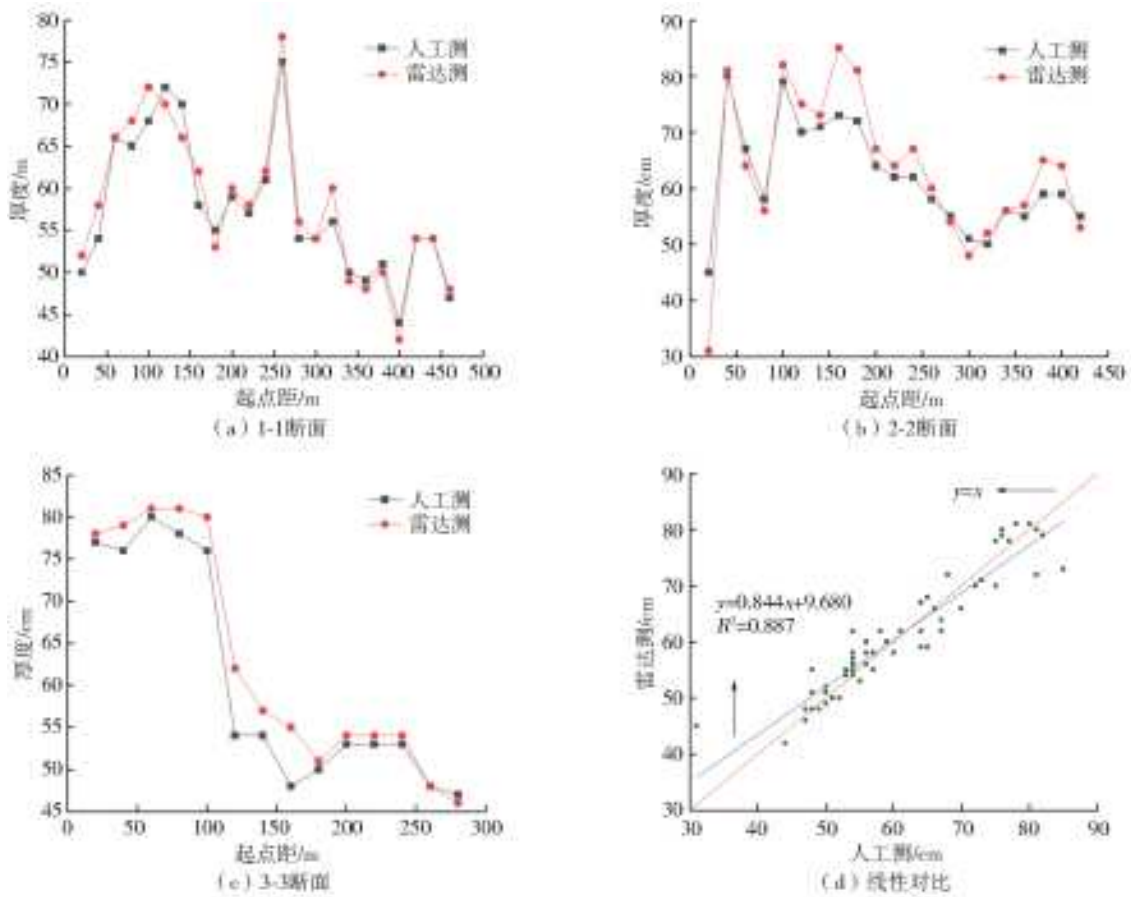 85
80
75
70
65
60
55
50
45
40
厚度/m
人工测
雷达测
0 50 100 150 200 250 300 350 400 450 500
起点距/m
（a）1-1断面
90
80
70
60
50
40
30
厚度/cm
人工测
雷达测
0 50 100 150 200 250 300 350 400 450
起点距/m
（b）2-2断面
85
80
75
70
65
60
55
50
45
厚度/cm
人工测
雷达测
0 50 100 150 200 250 300
起点距/m
（c）3-3断面
90
80
70
60
50
40
30
雷达测/cm
y=x
y=0.844x+9.680
R²=0.887
30 40 50 60 70 80 90
人工测/cm
（d）线性对比